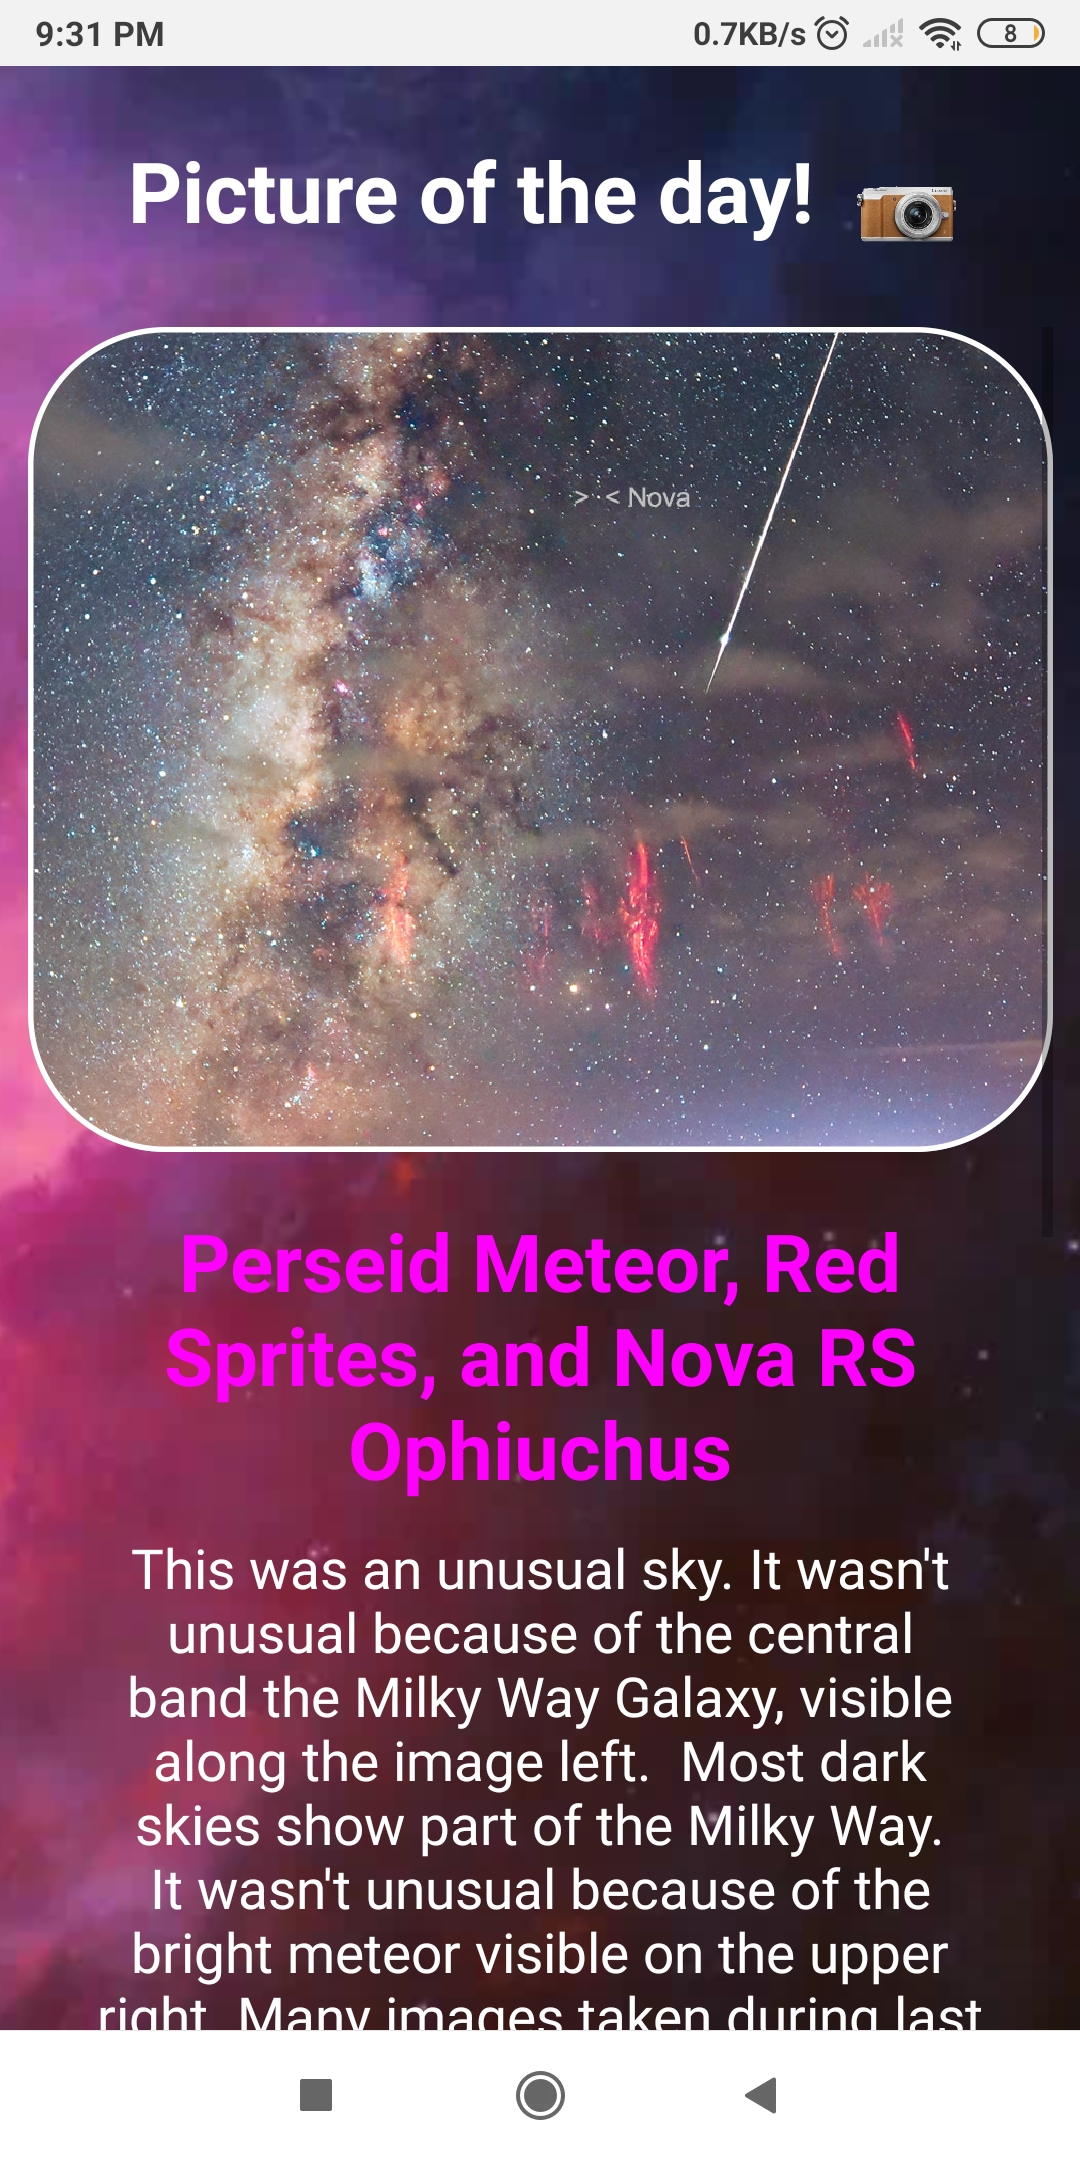 9:31 PM
0.7KB/s
8
Picture of the day!
> · < Nova
Perseid Meteor, Red
Sprites, and Nova RS
Ophiuchus
This was an unusual sky. It wasn't
unusual because of the central
band the Milky Way Galaxy, visible
along the image left.  Most dark
skies show part of the Milky Way.
It wasn't unusual because of the
bright meteor visible on the upper
right. Many images taken during last